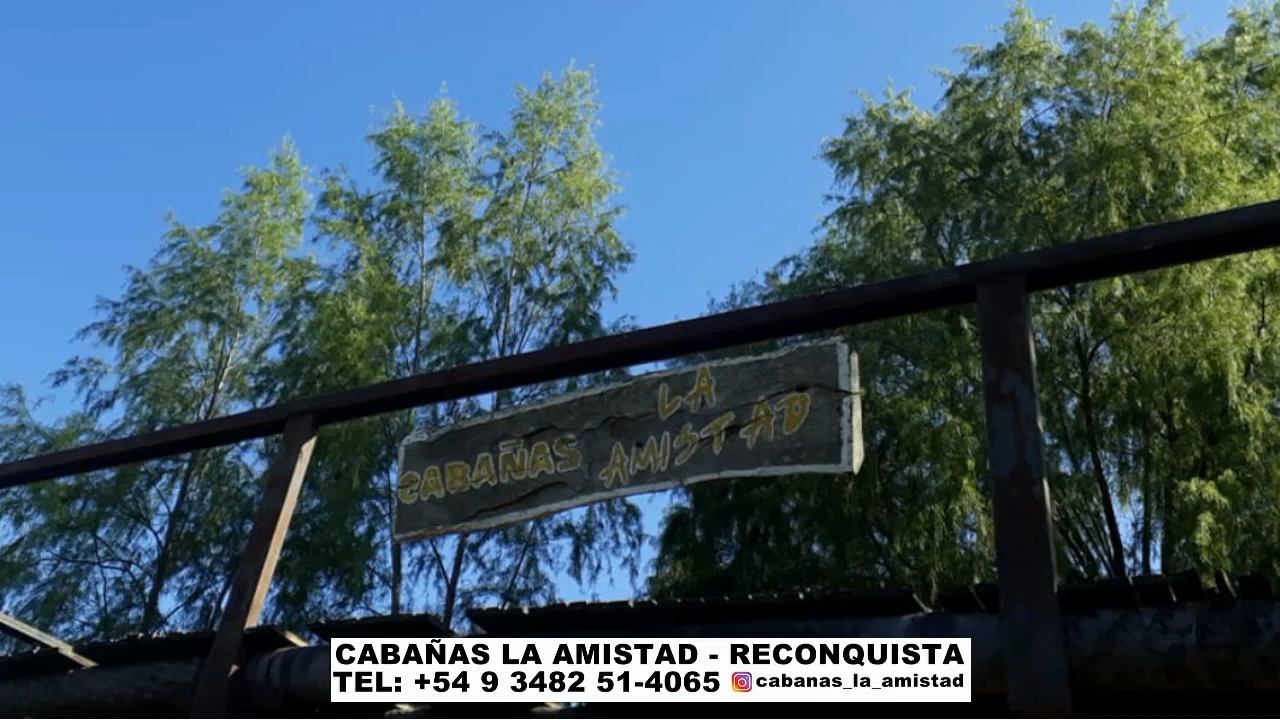 LA
CABAÑAS AMISTAD
CABAÑAS LA AMISTAD - RECONQUISTA
TEL: +54 9 3482 51-4065 cabanas_la_amistad